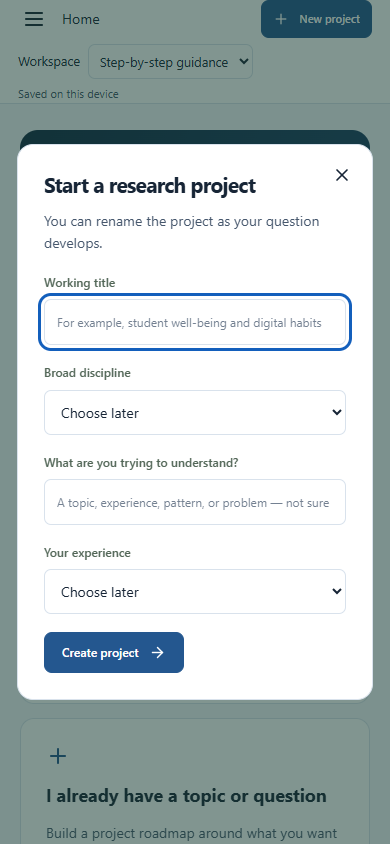 Home
New project
Workspace
Step-by-step guidance
Saved on this device
Start a research project
You can rename the project as your question
develops.
Working title
For example, student well-being and digital habits
Broad discipline
Choose later
What are you trying to understand?
A topic, experience, pattern, or problem — not sure
Your experience
Choose later
Create project
I already have a topic or question
Build a project roadmap around what you want